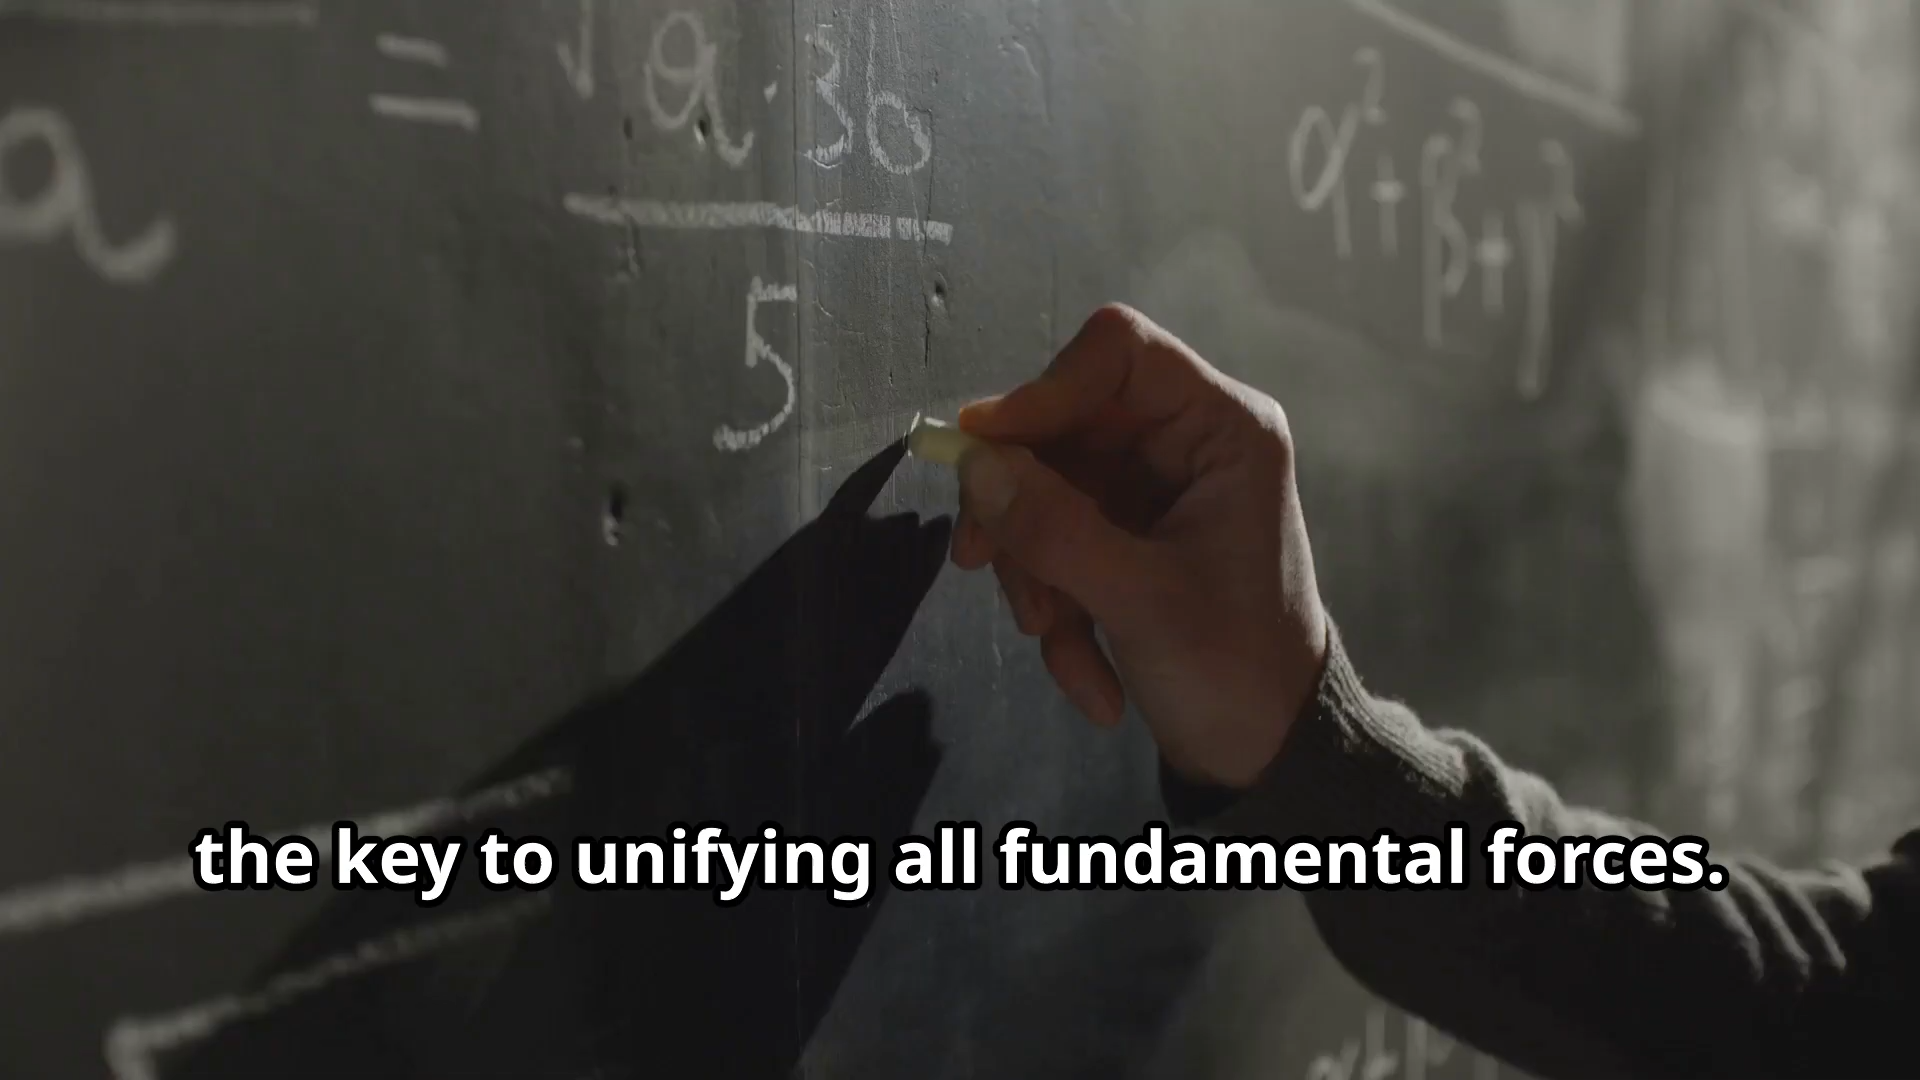 a = √a · 36
5
α² + β² + γ²
the key to unifying all fundamental forces.